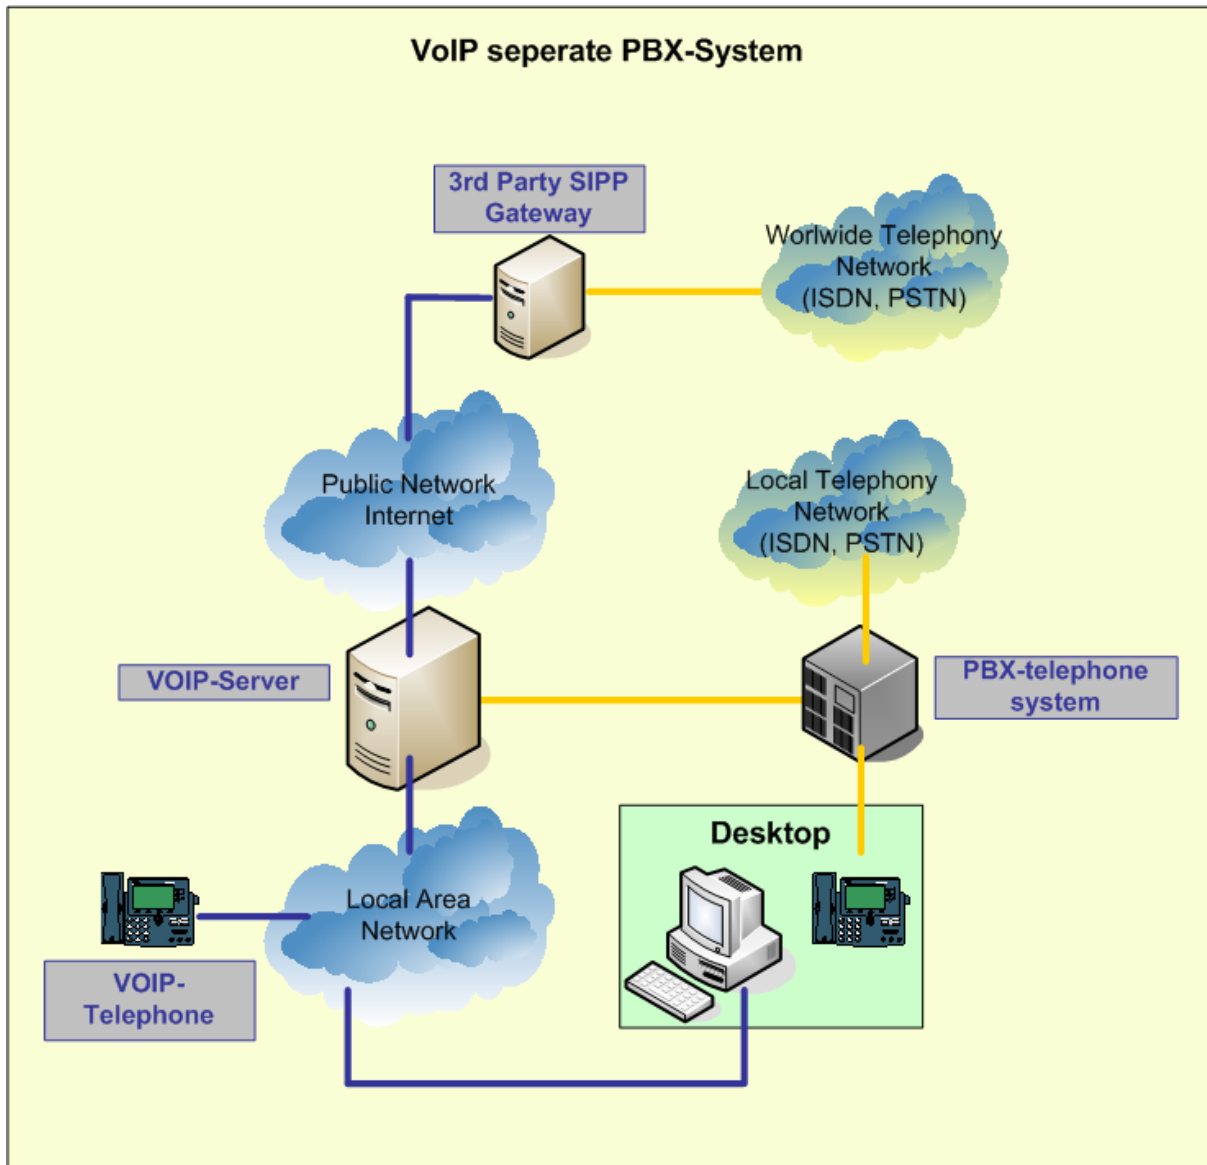 VoIP seperate PBX-System
3rd Party SIPP
Gateway
Worlwide Telephony
Network
(ISDN, PSTN)
Public Network
Internet
Local Telephony
Network
(ISDN, PSTN)
VOIP-Server
PBX-telephone
system
Desktop
Local Area
Network
VOIP-
Telephone